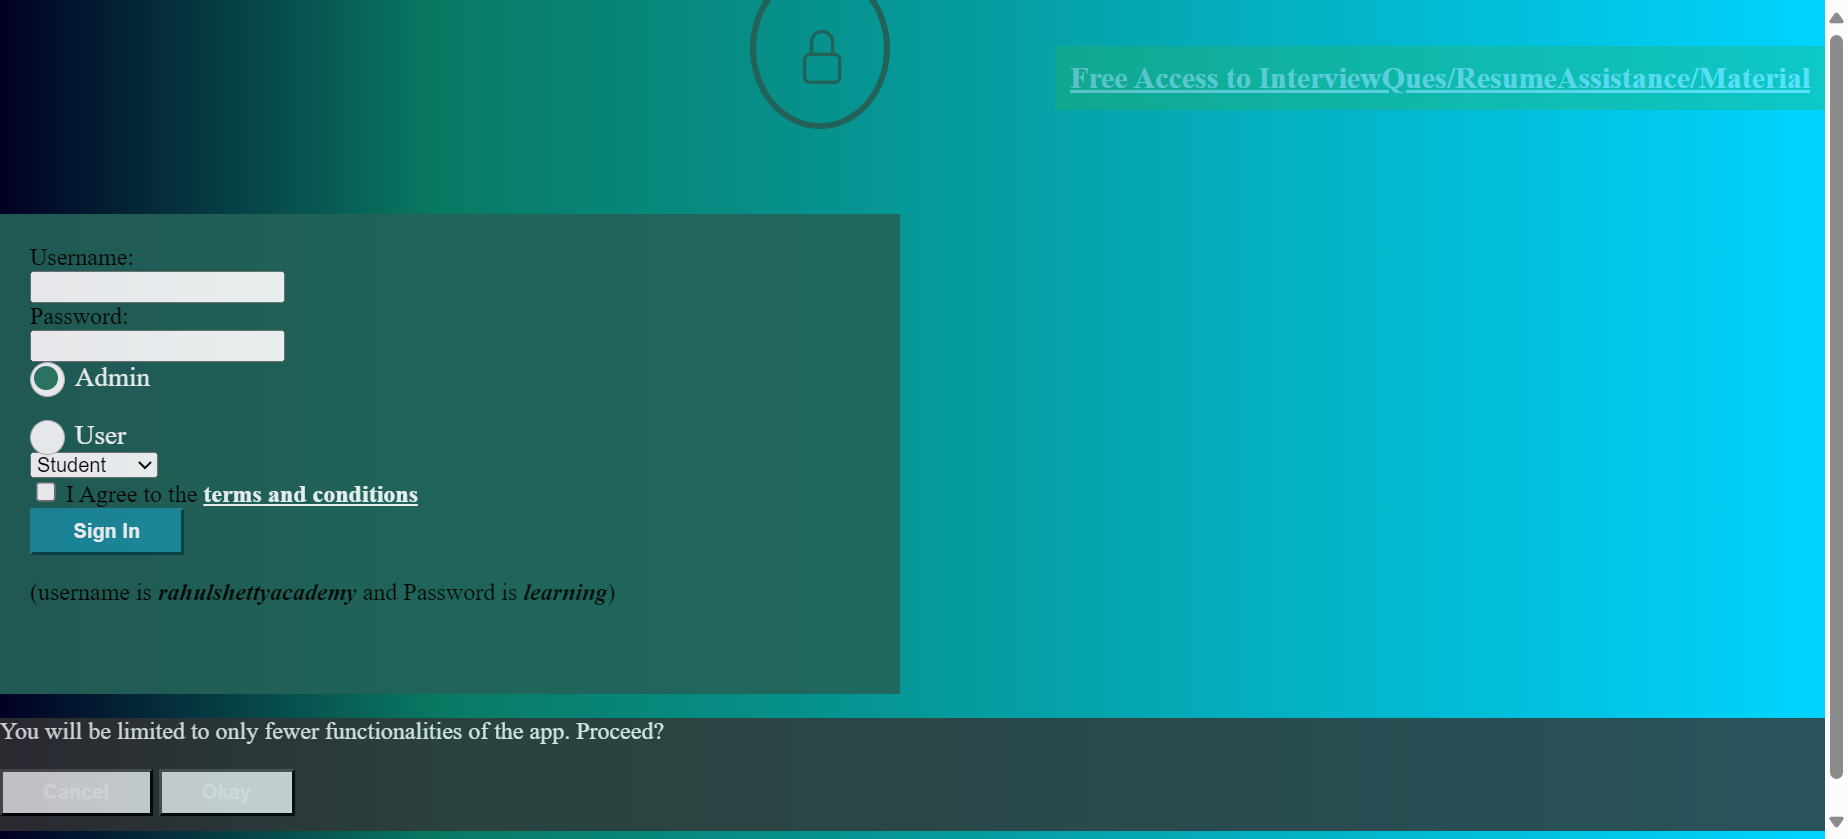 Free Access to InterviewQues/ResumeAssistance/Material
Username:
Password:
Admin
User
Student
I Agree to the terms and conditions
Sign In
(username is rahulshettyacademy and Password is learning)
You will be limited to only fewer functionalities of the app. Proceed?
Cancel Okay